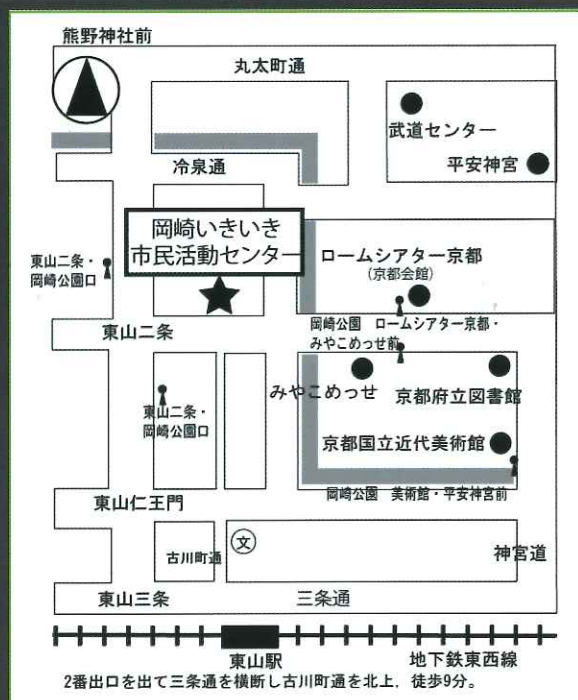 熊野神社前
丸太町通
武道センター
平安神宮
冷泉通
岡崎いきいき
市民活動センター
ロームシアター京都
(京都会館)
東山二条・
岡崎公園口
岡崎公園 ロームシアター京都・
みやこめっせ前
東山二条
みやこめっせ
京都府立図書館
東山二条・
岡崎公園口
京都国立近代美術館
岡崎公園 美術館・平安神宮前
東山仁王門
古川町通
文
神宮道
東山三条
三条通
東山駅
地下鉄東西線
2番出口を出て三条通を横断し古川町通を北上，徒歩9分。